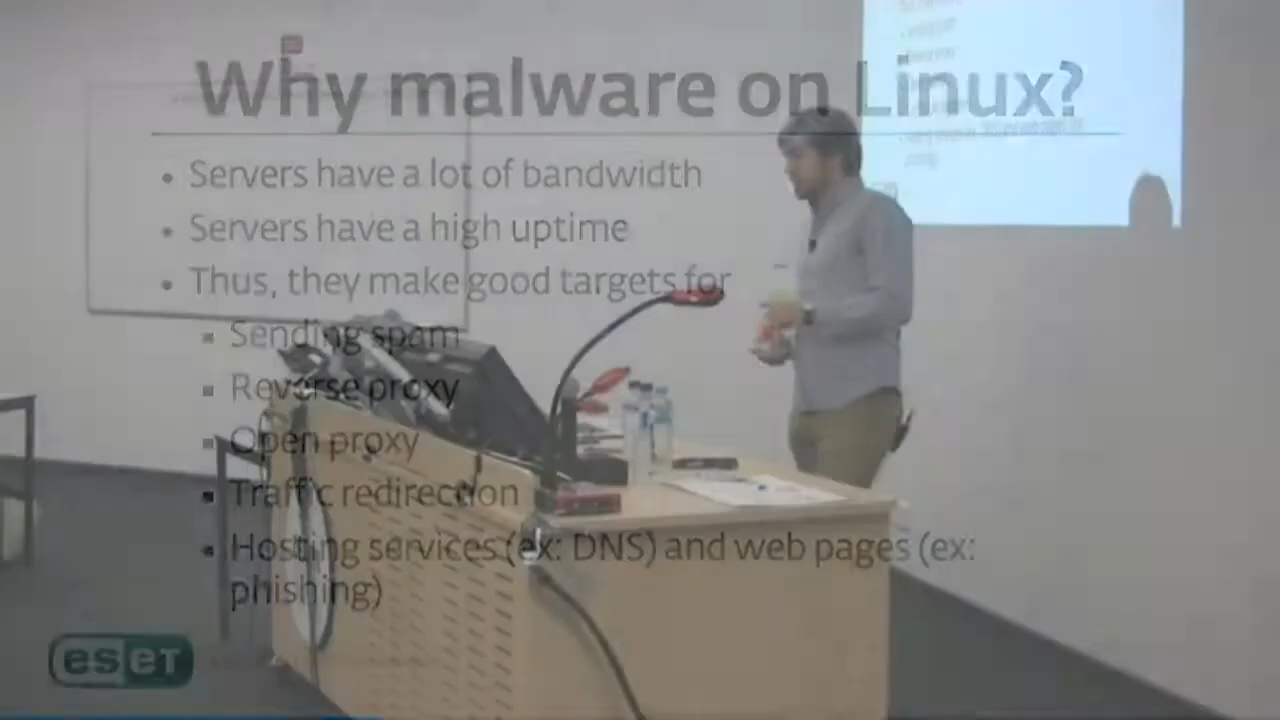 Why malware on Linux?
Servers have a lot of bandwidth
Servers have a high uptime
Thus, they make good targets for
Sending spam
Reverse proxy
Open proxy
Traffic redirection
Hosting services (ex: DNS) and web pages (ex:
phishing)
eseT